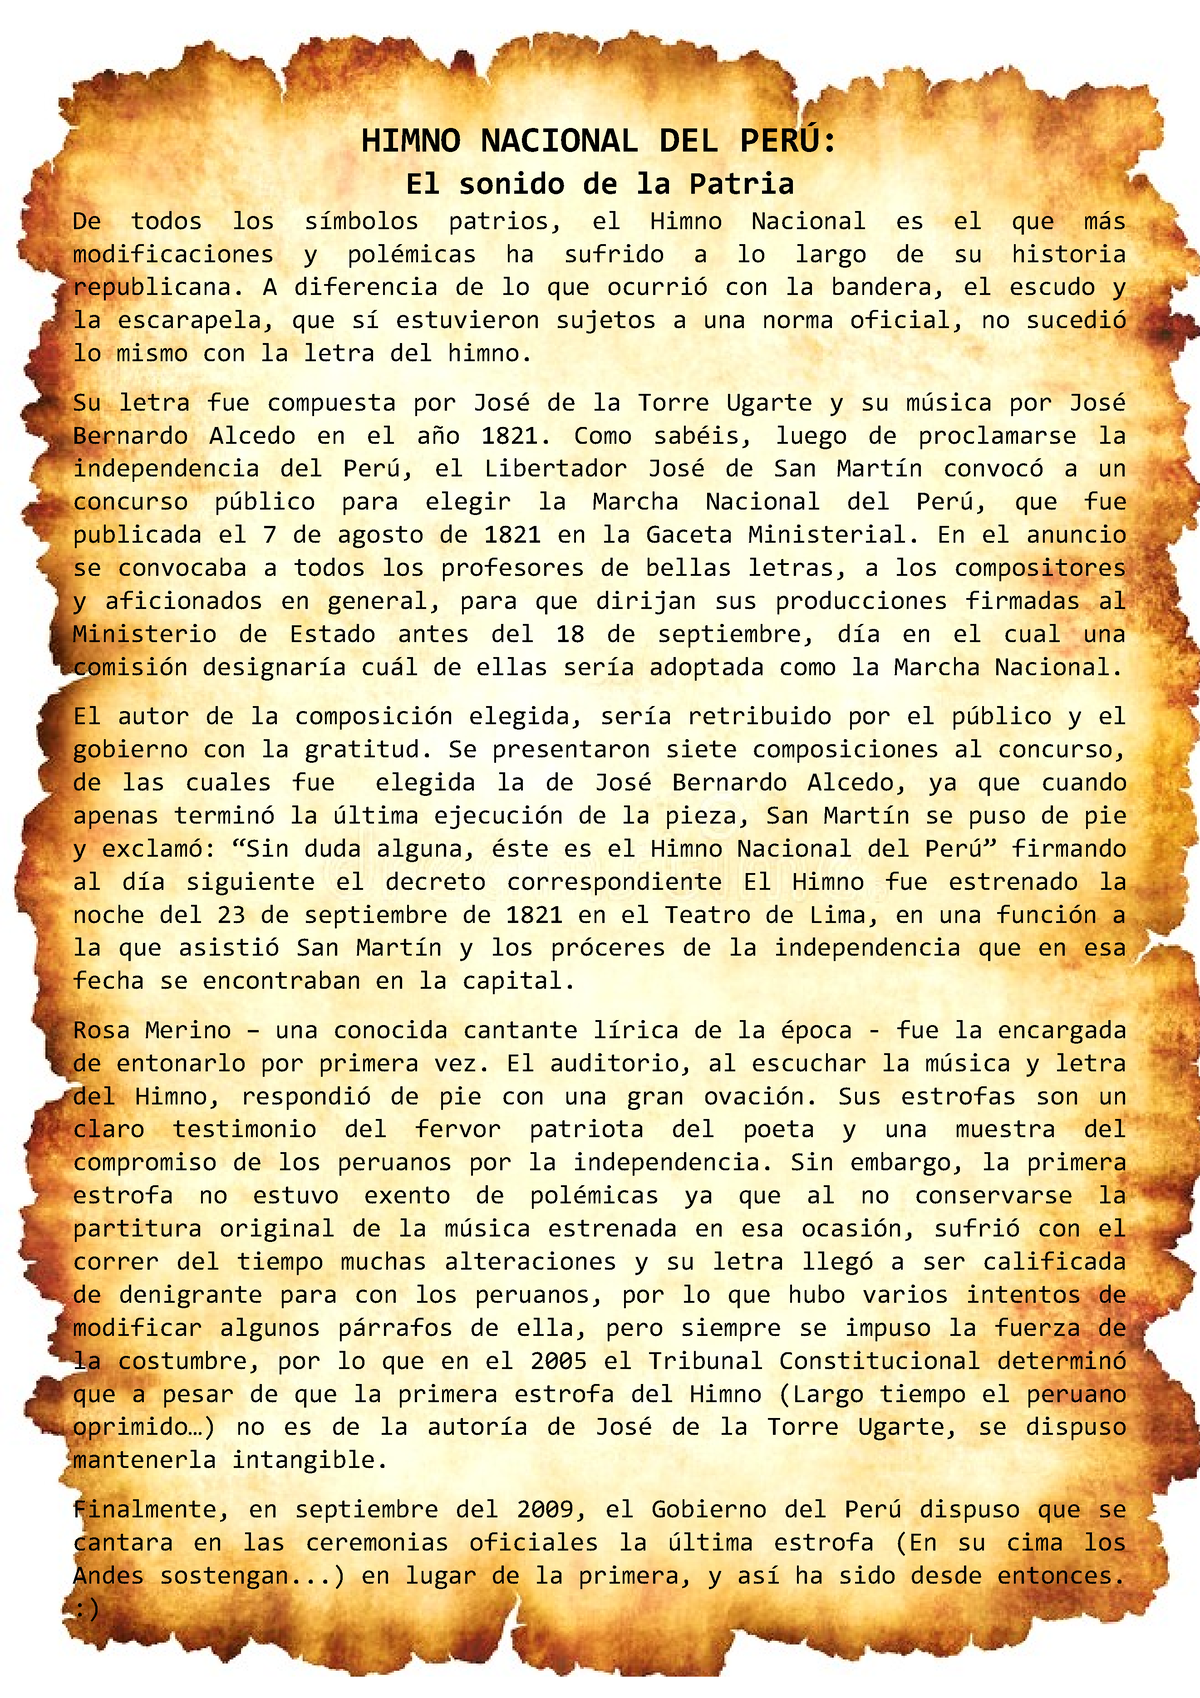 HIMNO NACIONAL DEL PERÚ:
El sonido de la Patria
De todos los símbolos patrios, el Himno Nacional es el que más
modificaciones y polémicas ha sufrido a lo largo de su historia
republicana. A diferencia de lo que ocurrió con la bandera, el escudo y
la escarapela, que sí estuvieron sujetos a una norma oficial, no sucedió
lo mismo con la letra del himno.
Su letra fue compuesta por José de la Torre Ugarte y su música por José
Bernardo Alcedo en el año 1821. Como sabéis, luego de proclamarse la
independencia del Perú, el Libertador José de San Martín convocó a un
concurso público para elegir la Marcha Nacional del Perú, que fue
publicada el 7 de agosto de 1821 en la Gaceta Ministerial. En el anuncio
se convocaba a todos los profesores de bellas letras, a los compositores
y aficionados en general, para que dirijan sus producciones firmadas al
Ministerio de Estado antes del 18 de septiembre, día en el cual una
comisión designaría cuál de ellas sería adoptada como la Marcha Nacional.
El autor de la composición elegida, sería retribuido por el público y el
gobierno con la gratitud. Se presentaron siete composiciones al concurso,
de las cuales fue  elegida la de José Bernardo Alcedo, ya que cuando
apenas terminó la última ejecución de la pieza, San Martín se puso de pie
y exclamó: “Sin duda alguna, éste es el Himno Nacional del Perú” firmando
al día siguiente el decreto correspondiente El Himno fue estrenado la
noche del 23 de septiembre de 1821 en el Teatro de Lima, en una función a
la que asistió San Martín y los próceres de la independencia que en esa
fecha se encontraban en la capital.
Rosa Merino – una conocida cantante lírica de la época - fue la encargada
de entonarlo por primera vez. El auditorio, al escuchar la música y letra
del Himno, respondió de pie con una gran ovación. Sus estrofas son un
claro testimonio del fervor patriota del poeta y una muestra del
compromiso de los peruanos por la independencia. Sin embargo, la primera
estrofa no estuvo exento de polémicas ya que al no conservarse la
partitura original de la música estrenada en esa ocasión, sufrió con el
correr del tiempo muchas alteraciones y su letra llegó a ser calificada
de denigrante para con los peruanos, por lo que hubo varios intentos de
modificar algunos párrafos de ella, pero siempre se impuso la fuerza de
la costumbre, por lo que en el 2005 el Tribunal Constitucional determinó
que a pesar de que la primera estrofa del Himno (Largo tiempo el peruano
oprimido…) no es de la autoría de José de la Torre Ugarte, se dispuso
mantenerla intangible.
Finalmente, en septiembre del 2009, el Gobierno del Perú dispuso que se
cantara en las ceremonias oficiales la última estrofa (En su cima los
Andes sostengan...) en lugar de la primera, y así ha sido desde entonces.
:)